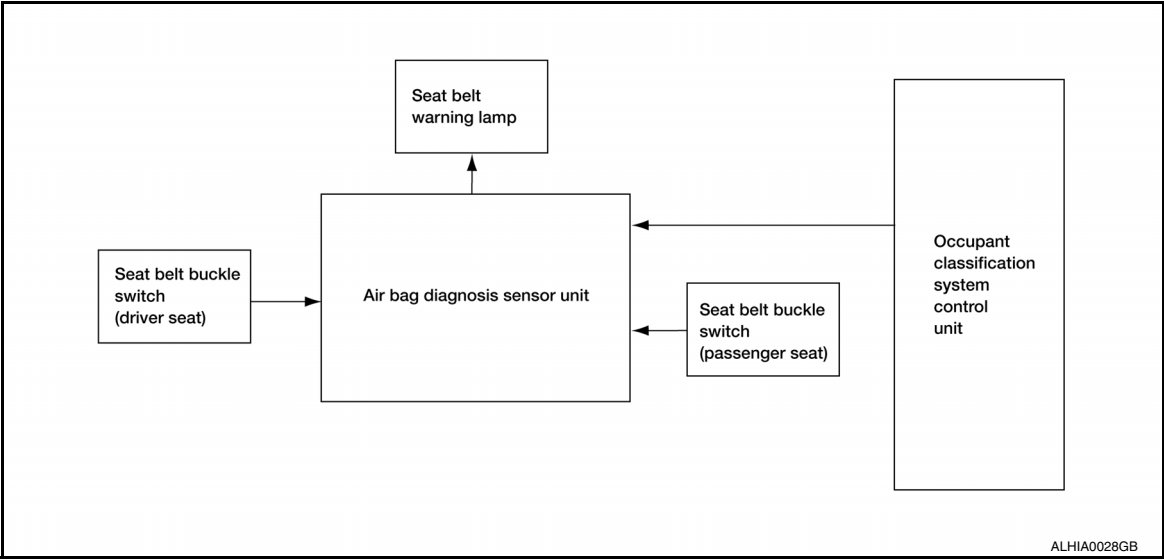 Seat belt
warning lamp
Seat belt buckle
switch
(driver seat)
Air bag diagnosis sensor unit
Seat belt buckle
switch
(passenger seat)
Occupant
classification
system
control
unit
ALHIA0028GB